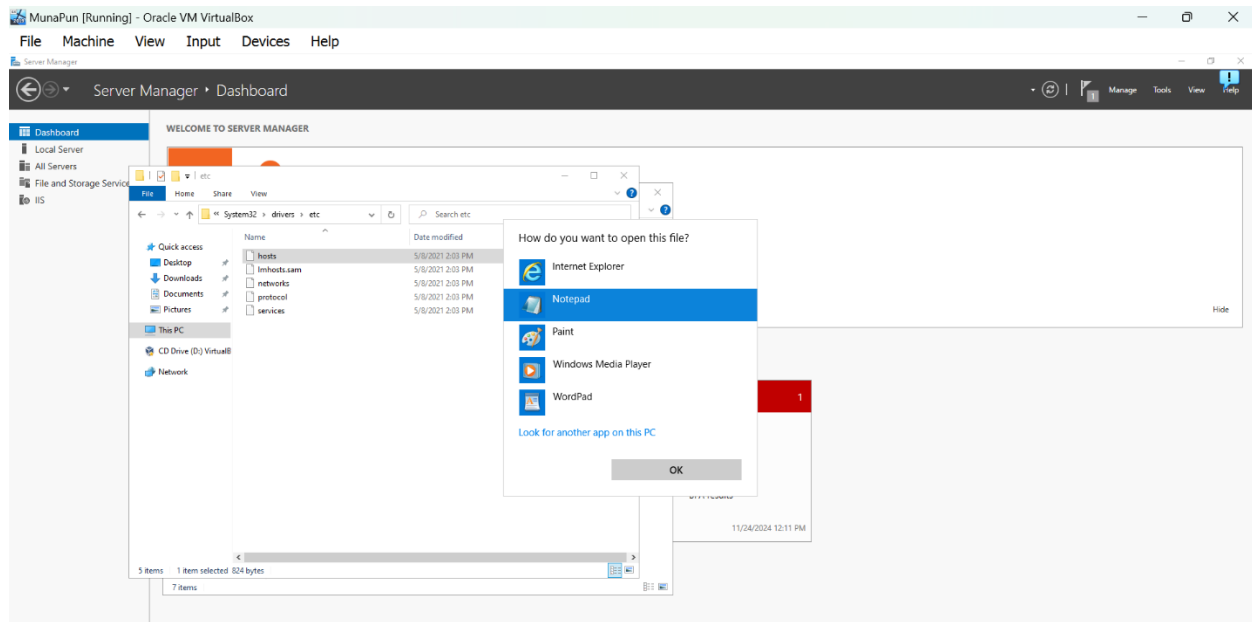 MunaPun [Running] - Oracle VM VirtualBox
File Machine View Input Devices Help
Server Manager
Server Manager • Dashboard
1 Manage Tools View Help
Dashboard
Local Server
All Servers
File and Storage Service
IIS
WELCOME TO SERVER MANAGER
etc
File Home Share View
« System32 › drivers › etc
Search etc
Quick access
Desktop
Downloads
Documents
Pictures
This PC
CD Drive (D:) VirtualB
Network
Name Date modified
hosts 5/8/2021 2:03 PM
lmhosts.sam 5/8/2021 2:03 PM
networks 5/8/2021 2:03 PM
protocol 5/8/2021 2:03 PM
services 5/8/2021 2:03 PM
5 items 1 item selected 824 bytes
7 items
How do you want to open this file?
Internet Explorer
Notepad
Paint
Windows Media Player
WordPad
Look for another app on this PC
OK
Hide
1
11/24/2024 12:11 PM